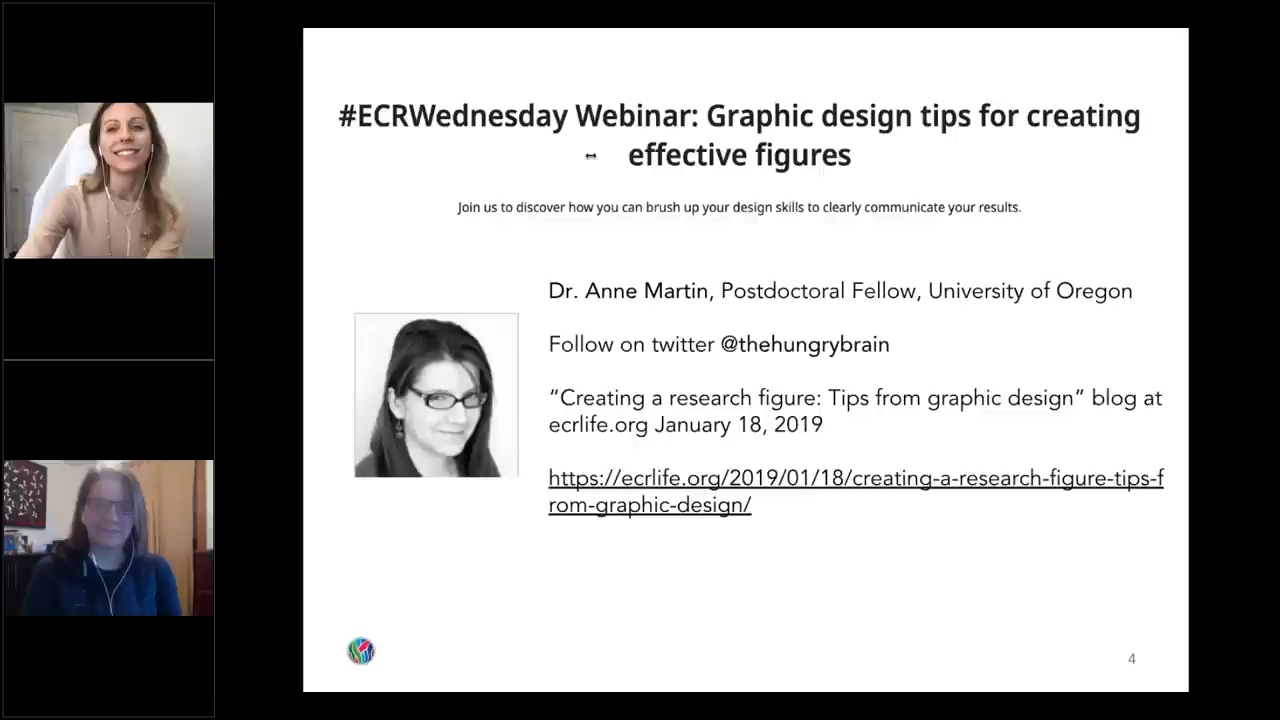 #ECRWednesday Webinar: Graphic design tips for creating
effective figures
Join us to discover how you can brush up your design skills to clearly communicate your results.
Dr. Anne Martin, Postdoctoral Fellow, University of Oregon
Follow on twitter @thehungrybrain
“Creating a research figure: Tips from graphic design” blog at
ecrlife.org January 18, 2019
https://ecrlife.org/2019/01/18/creating-a-research-figure-tips-f
rom-graphic-design/
4